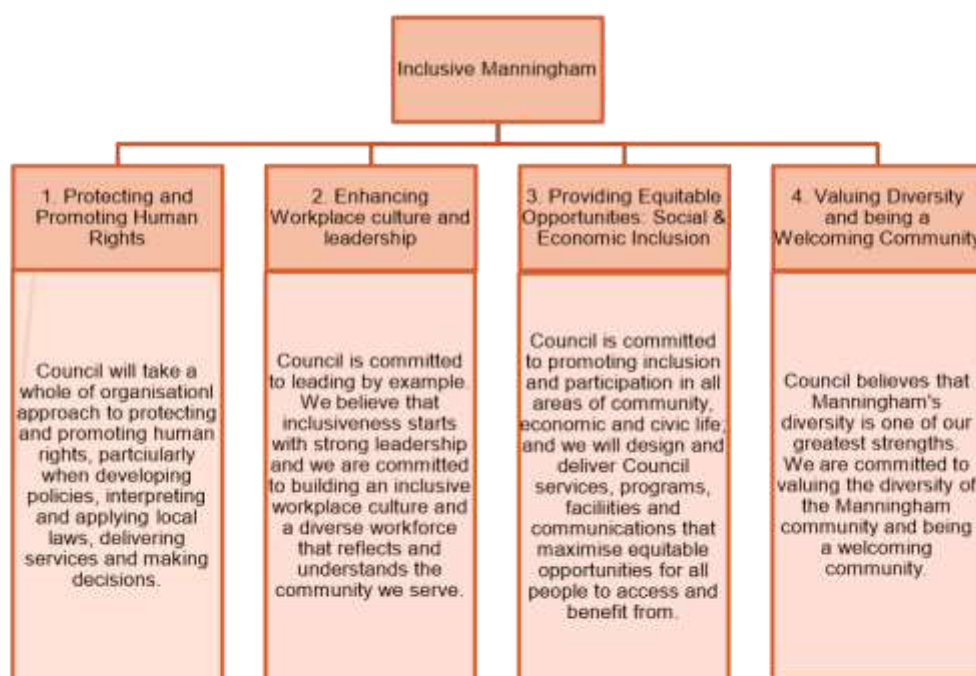 Inclusive Manningham
1. Protecting and
Promoting Human
Rights
Council will take a
whole of organisationl
approach to protecting
and promoting human
rights, partciularly
when developing
policies, interpreting
and applying local
laws, delivering
services and making
decisions.
2. Enhancing
Workplace culture and
leadership
Council is committed
to leading by example.
We believe that
inclusiveness starts
with strong leadership
and we are committed
to building an inclusive
workplace culture and
a diverse workforce
that reflects and
understands the
community we serve.
3. Providing Equitable
Opportunities: Social &
Economic Inclusion
Council is committed
to promoting inclusion
and participation in all
areas of community,
economic and civic life;
and we will design and
deliver Council
services, programs,
faciliities and
communications that
maximise equitable
opportunities for all
people to access and
benefit from.
4. Valuing Diversity
and being a
Welcoming Community
Council believes that
Manningham's
diversity is one of our
greatest strengths.
We are committed to
valuing the diversity of
the Manningham
community and being
a welcoming
community.